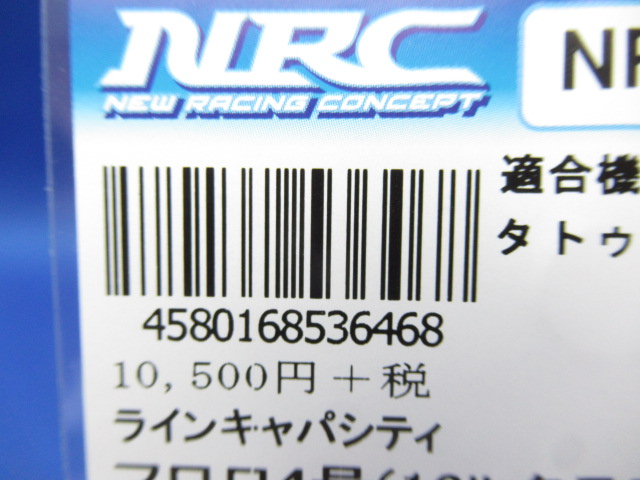 NRC
NEW RACING CONCEPT
適合機
タトゥ
4580168536468
10,500円+税
ラインキャパシティ